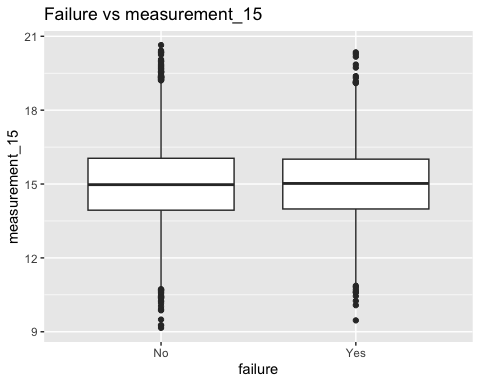 Failure vs measurement_15
21
18
15
12
9
measurement_15
No
Yes
failure